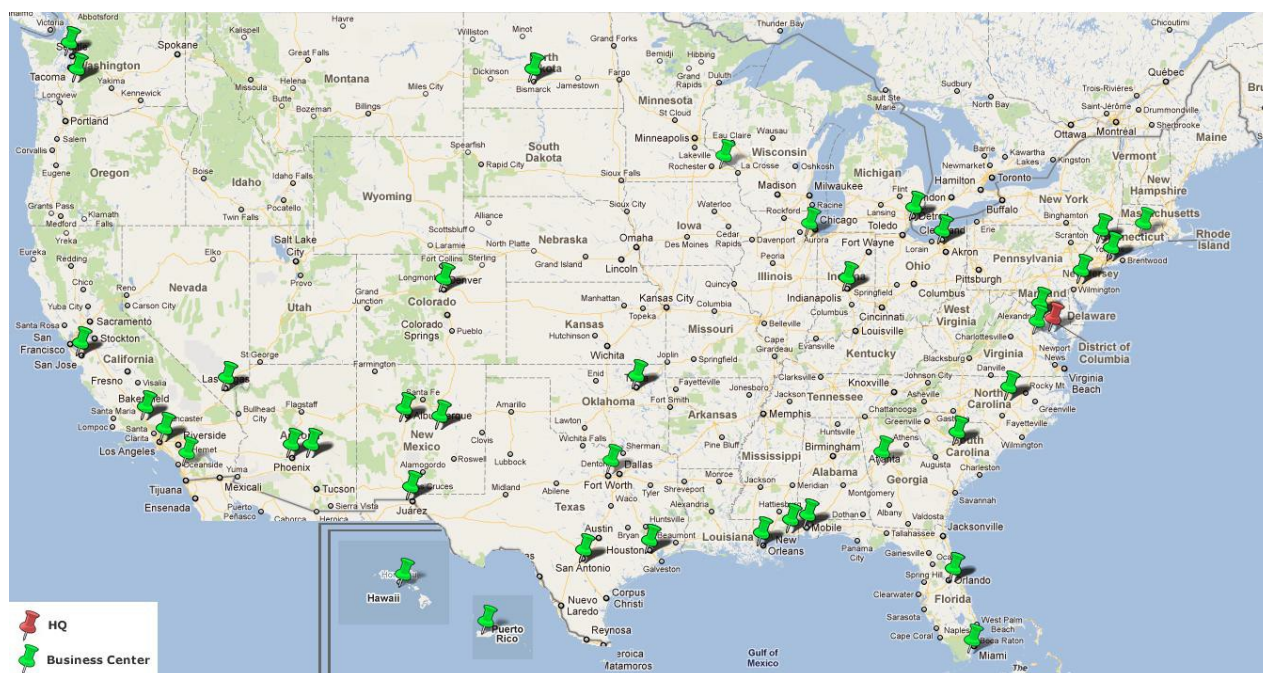 Abbotsford
Victoria
Kalispell
Havre
Williston
Minot
Thunder Bay
Chicoutimi
Spokane
Great Falls
Grand Forks
Bemidji
Hibbing
Québec
Washington
Tacoma
Yakima
Missoula
Helena
Montana
Dickinson
Bismarck
Jamestown
Fargo
Grand Rapids
Duluth
Sault Ste Marie
Sudbury
North Bay
Trois-Rivières
Longview
Kennewick
Butte
Miles City
Minnesota
Saint-Jérôme
Drummondville
Portland
Bozeman
Billings
St Cloud
Ottawa
Montréal
Sherbrooke
Maine
Salem
Minneapolis
Eau Claire
Wausau
Barrie
Kawartha Lakes
Corvallis
Spearfish
South Dakota
Lakeville
Wisconsin
Oshkosh
Newmarket
Kingston
Vermont
Eugene
Oregon
Boise
Idaho
Idaho Falls
Rapid City
Rochester
La Crosse
Michigan
Hamilton
Toronto
Wyoming
Sioux Falls
Madison
Milwaukee
Flint
New Hampshire
Grants Pass
Medford
Klamath Falls
Pocatello
Twin Falls
Sioux City
Waterloo
Rockford
Racine
Lansing
Buffalo
New York
Massachusetts
Yreka
Scottsbluff
Alliance
Iowa
Cedar Rapids
Chicago
Aurora
Toledo
Cleveland
Erie
Binghamton
Scranton
Rhode Island
Eureka
Redding
Elko
Salt Lake City
Laramie
North Platte
Nebraska
Omaha
Des Moines
Davenport
Fort Wayne
Lorain
Akron
Pennsylvania
Brentwood
Chico
Nevada
Provo
Fort Collins
Sterling
Grand Island
Lincoln
Peoria
Illinois
Ohio
Pittsburgh
New Jersey
Reno
Utah
Longmont
Quincy
Indianapolis
Springfield
Columbus
Wilmington
Yuba City
Carson City
Grand Junction
Colorado
Manhattan
Kansas City
Columbia
Columbus
Cincinnati
West Virginia
Maryland
Santa Rosa
Sacramento
Colorado Springs
Pueblo
Kansas
Topeka
Missouri
Belleville
Louisville
Alexandria
Delaware
San Francisco
Stockton
Hutchinson
Evansville
Charlottesville
San Jose
California
St George
Wichita
Joplin
Springfield
Cape Girardeau
Kentucky
Blacksburg
Virginia
Newport News
District of Columbia
Fresno
Visalia
Las Vegas
Farmington
Enid
Fayetteville
Jonesboro
Clarksville
Knoxville
Johnson City
Danville
Virginia Beach
Bakersfield
Santa Fe
Jackson
Tennessee
Asheville
Rocky Mt
Santa Maria
Bullhead City
Flagstaff
Amarillo
Oklahoma
Fort Smith
Arkansas
Memphis
Chattanooga
North Carolina
Greenville
Lompoc
Santa Clarita
Riverside
New Mexico
Clovis
Lawton
Huntsville
Athens
Fayetteville
Los Angeles
Hemet
Phoenix
Roswell
Lubbock
Wichita Falls
Sherman
Pine Bluff
Birmingham
Atlanta
South Carolina
Wilmington
Oceanside
Yuma
Alamogordo
Denton
Dallas
Mississippi
Alabama
Augusta
Charleston
Tijuana
Mexicali
Tucson
Midland
Abilene
Fort Worth
Tyler
Shreveport
Monroe
Jackson
Meridian
Montgomery
Georgia
Ensenada
Puerto Peñasco
Sierra Vista
Juárez
Texas
Waco
Alexandria
Hattiesburg
Dothan
Albany
Savannah
Austin
Bryan
Huntsville
Beaumont
Louisiana
Mobile
Valdosta
Tallahassee
Jacksonville
San Antonio
Houston
New Orleans
Panama City
Gainesville
Galveston
Spring Hill
Orlando
Hawaii
Nuevo Laredo
Corpus Christi
Clearwater
Florida
HQ
Puerto Rico
Reynosa
Sarasota
West Palm Beach
Cape Coral
Naples
Boca Raton
Business Center
Matamoros
Gulf of Mexico
Miami
The